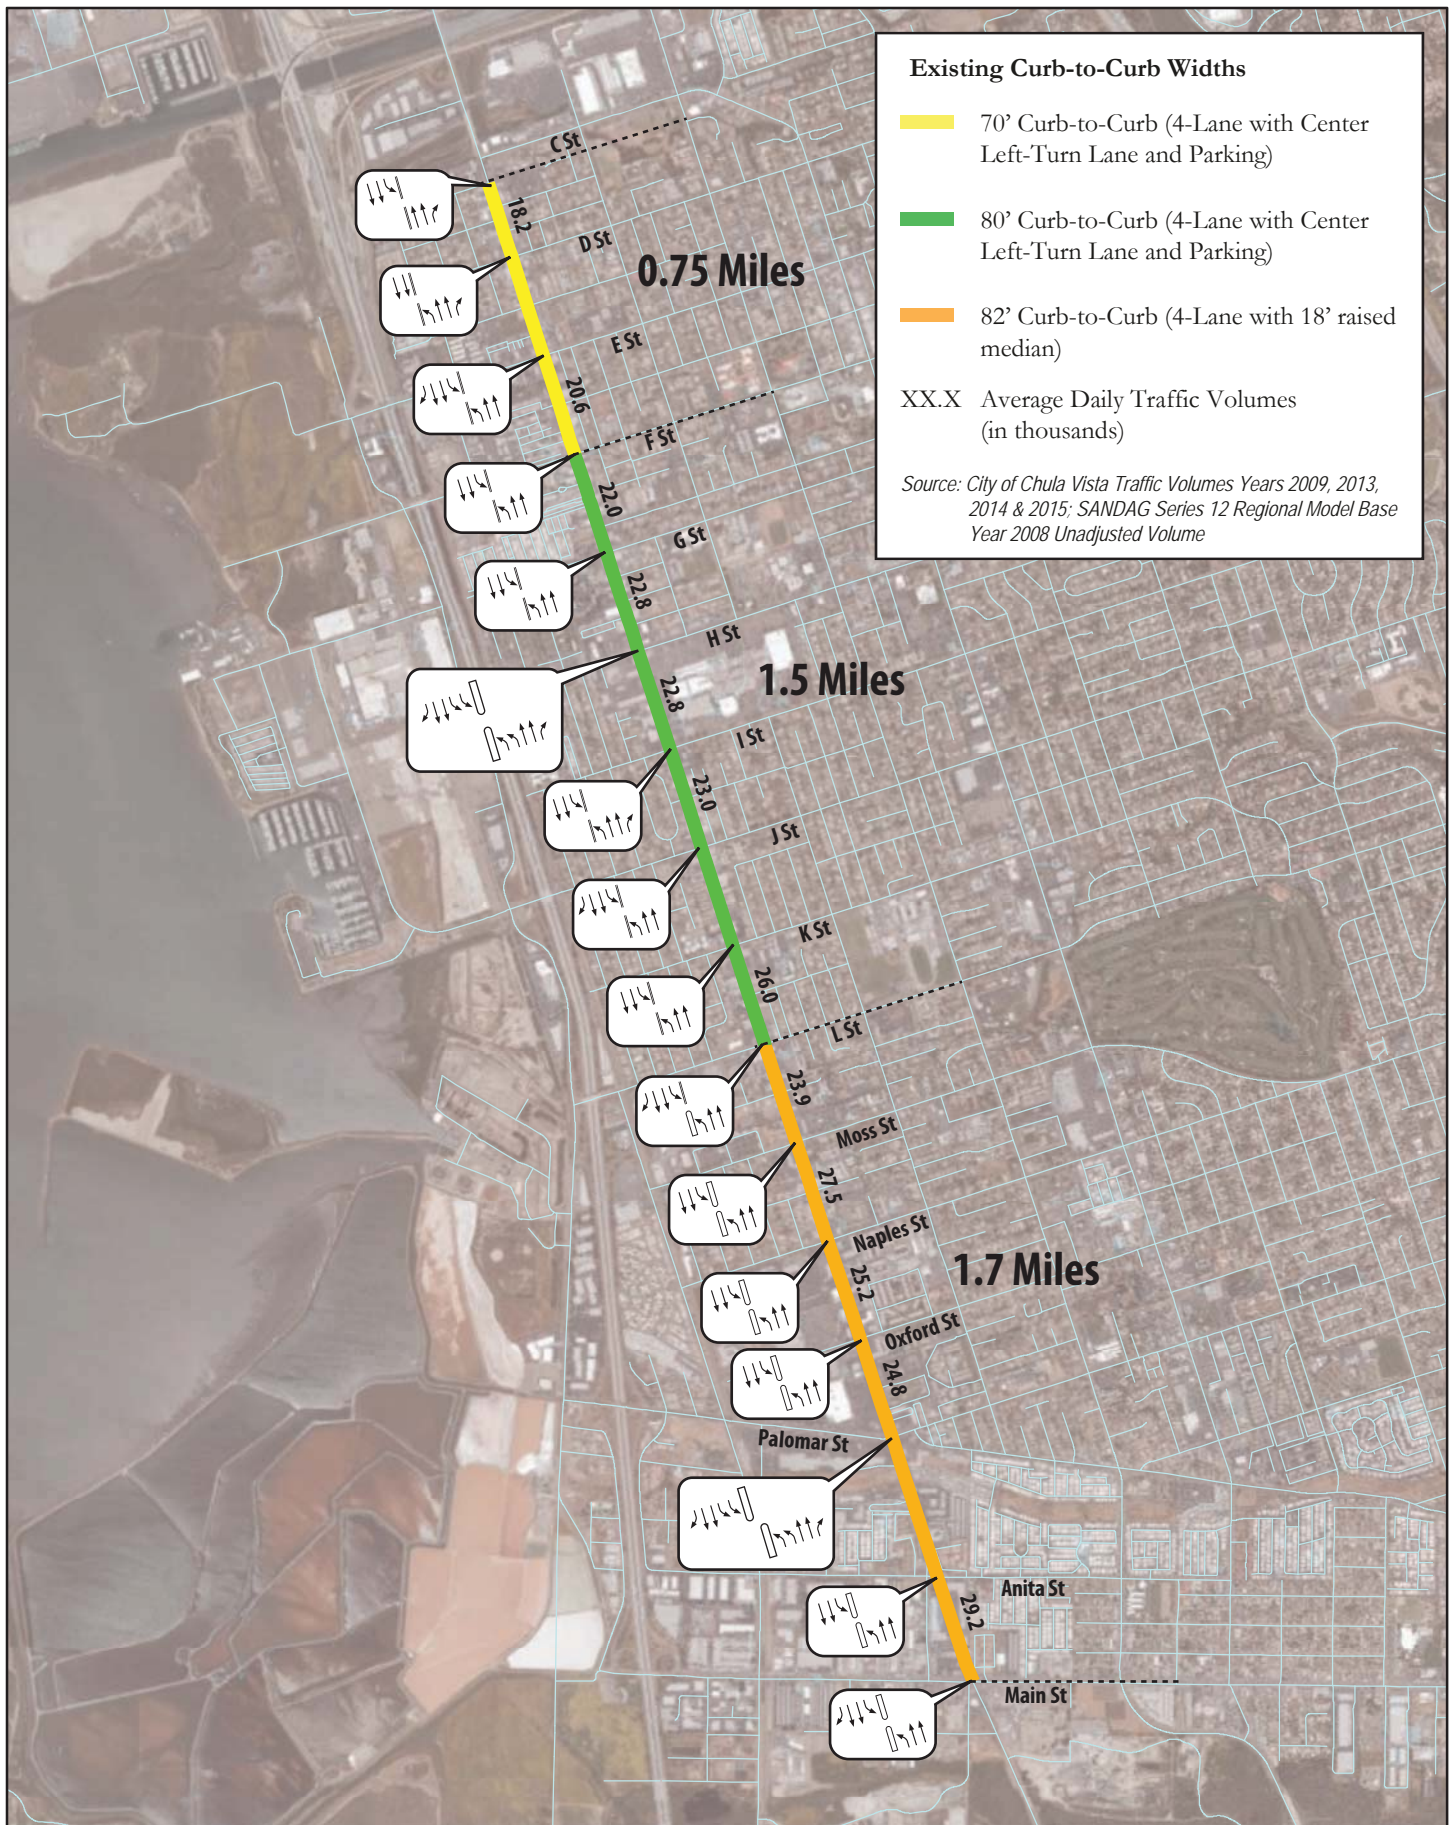 Existing Curb-to-Curb Widths
70’ Curb-to-Curb (4-Lane with Center
Left-Turn Lane and Parking)
80’ Curb-to-Curb (4-Lane with Center
Left-Turn Lane and Parking)
82’ Curb-to-Curb (4-Lane with 18’ raised
median)
XX.X Average Daily Traffic Volumes
(in thousands)
Source: City of Chula Vista Traffic Volumes Years 2009, 2013,
2014 & 2015; SANDAG Series 12 Regional Model Base
Year 2008 Unadjusted Volume
C St
18.2
D St
0.75 Miles
E St
20.6
F St
22.0
G St
22.8
H St
1.5 Miles
22.8
I St
23.0
J St
K St
26.0
L St
23.9
Moss St
27.5
Naples St
25.2
1.7 Miles
Oxford St
24.8
Palomar St
Anita St
29.2
Main St